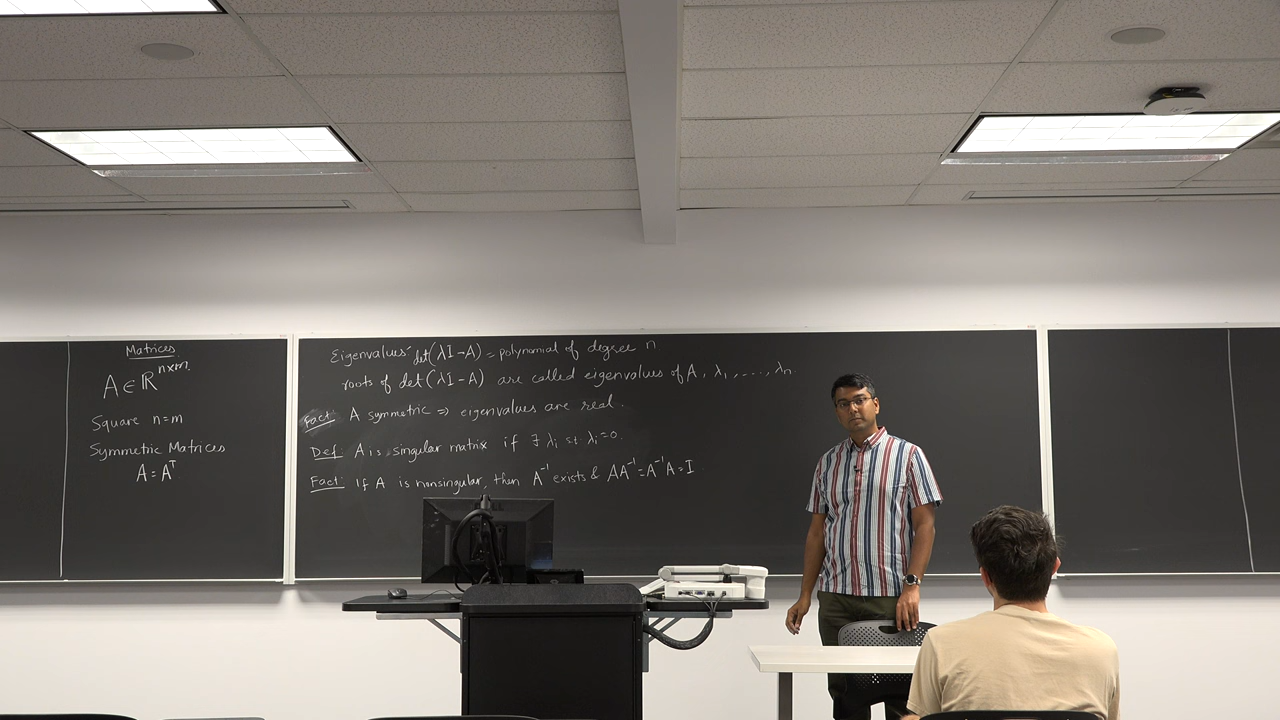 Matrices
A ∈ ℝ^{n×m}
Square n=m
Symmetric Matrices
A = Aᵀ
Eigenvalues: det(λI-A) = polynomial of degree n
roots of det(λI-A) are called eigenvalues of A, λ₁, ...., λₙ.
Fact: A symmetric ⇒ eigenvalues are real.
Def: A is singular matrix if ∃ λᵢ st. λᵢ=0.
Fact: If A is nonsingular, then A⁻¹ exists & AA⁻¹=A⁻¹A=I